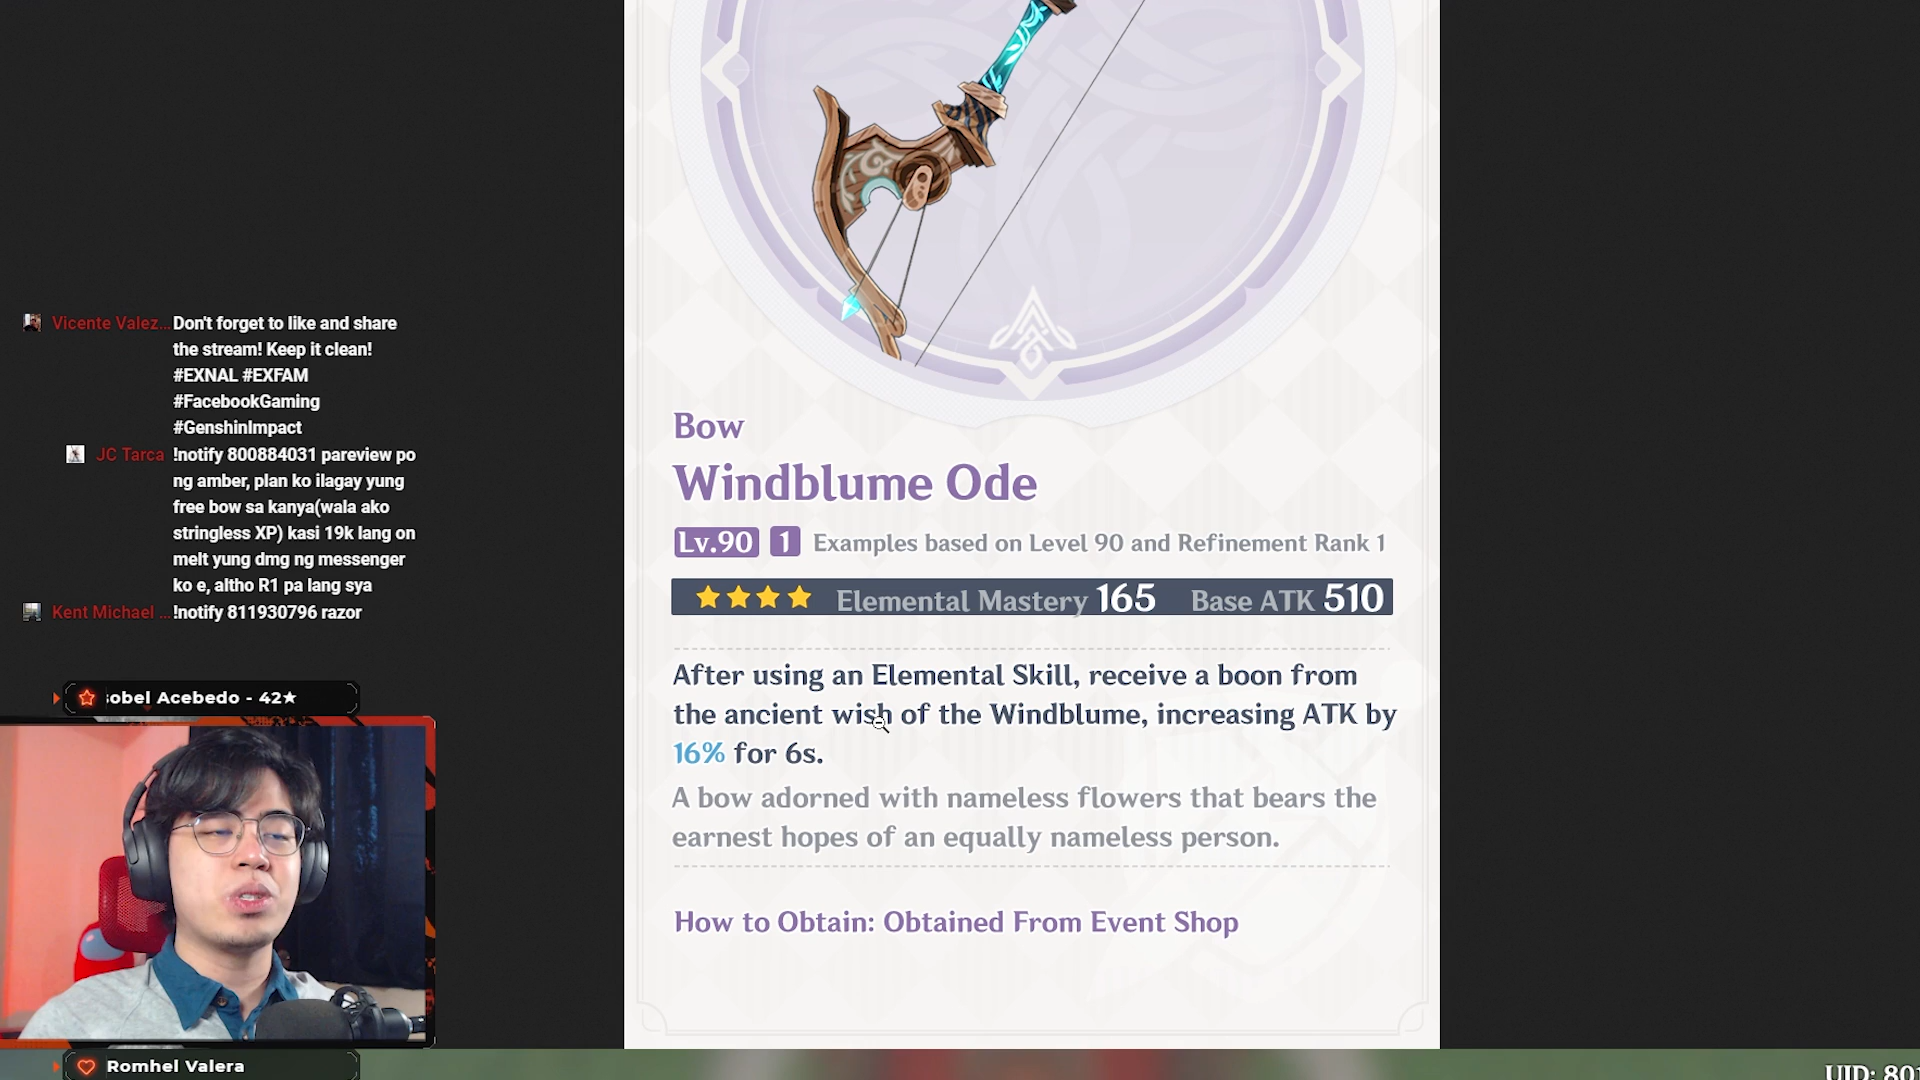 Vicente Valez... Don't forget to like and share
the stream! Keep it clean!
#EXNAL #EXFAM
#FacebookGaming
#GenshinImpact
JC Tarca !notify 800884031 pareview po
ng amber, plan ko ilagay yung
free bow sa kanya(wala ako
stringless XP) kasi 19k lang on
melt yung dmg ng messenger
ko e, altho R1 pa lang sya
Kent Michael ... !notify 811930796 razor
Acebedo - 42★
Romhel Valera
Bow
Windblume Ode
Lv.90 1 Examples based on Level 90 and Refinement Rank 1
Elemental Mastery 165 Base ATK 510
After using an Elemental Skill, receive a boon from
the ancient wish of the Windblume, increasing ATK by
16% for 6s.
A bow adorned with nameless flowers that bears the
earnest hopes of an equally nameless person.
How to Obtain: Obtained From Event Shop
UID: